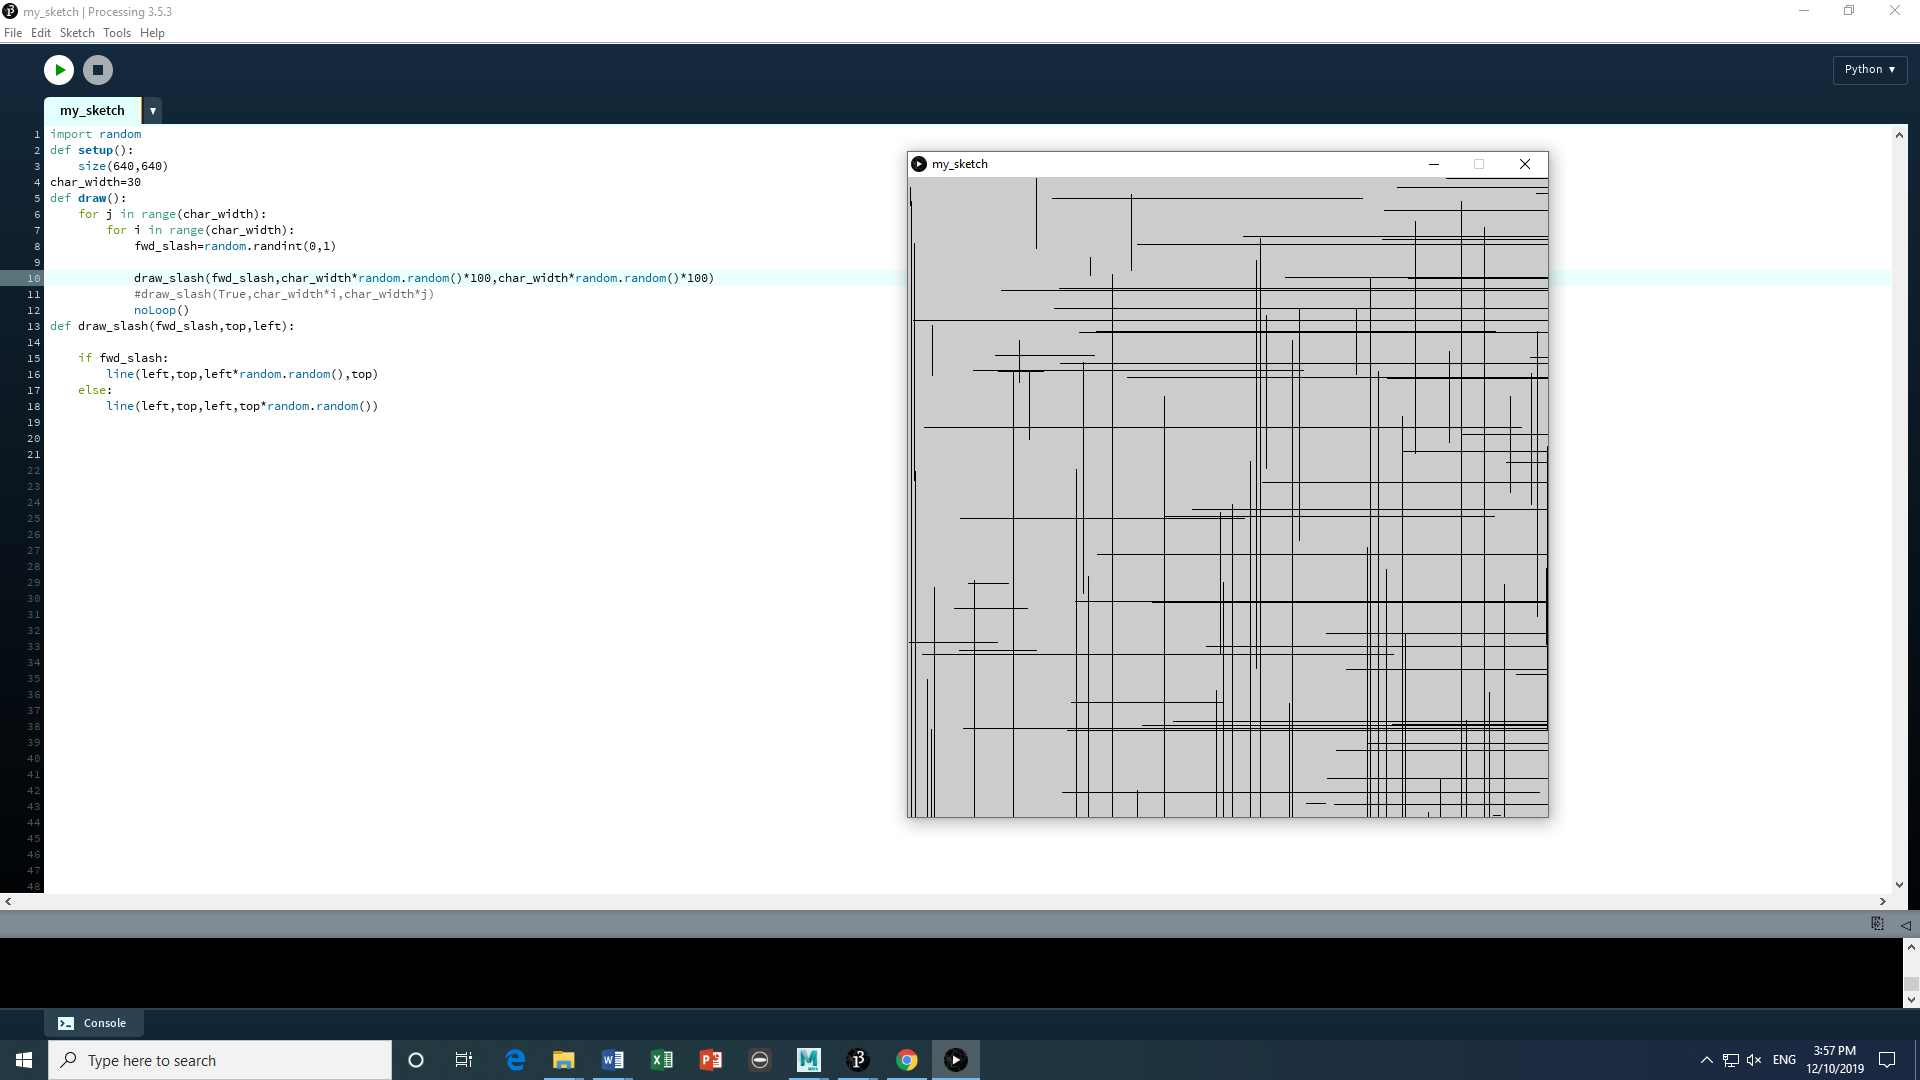 my_sketch | Processing 3.5.3
File Edit Sketch Tools Help
Python ▾
my_sketch ▾
1 import random
2 def setup():
3 size(640,640)
4 char_width=30
5 def draw():
6 for j in range(char_width):
7 for i in range(char_width):
8 fwd_slash=random.randint(0,1)
9
10 draw_slash(fwd_slash,char_width*random.random()*100,char_width*random.random()*100)
11 #draw_slash(True,char_width*i,char_width*j)
12 noLoop()
13 def draw_slash(fwd_slash,top,left):
14
15 if fwd_slash:
16 line(left,top,left*random.random(),top)
17 else:
18 line(left,top,left,top*random.random())
19
20
21
22
23
24
25
26
27
28
29
30
31
32
33
34
35
36
37
38
39
40
41
42
43
44
45
46
47
48
my_sketch
Console
Type here to search
ENG
3:57 PM
12/10/2019